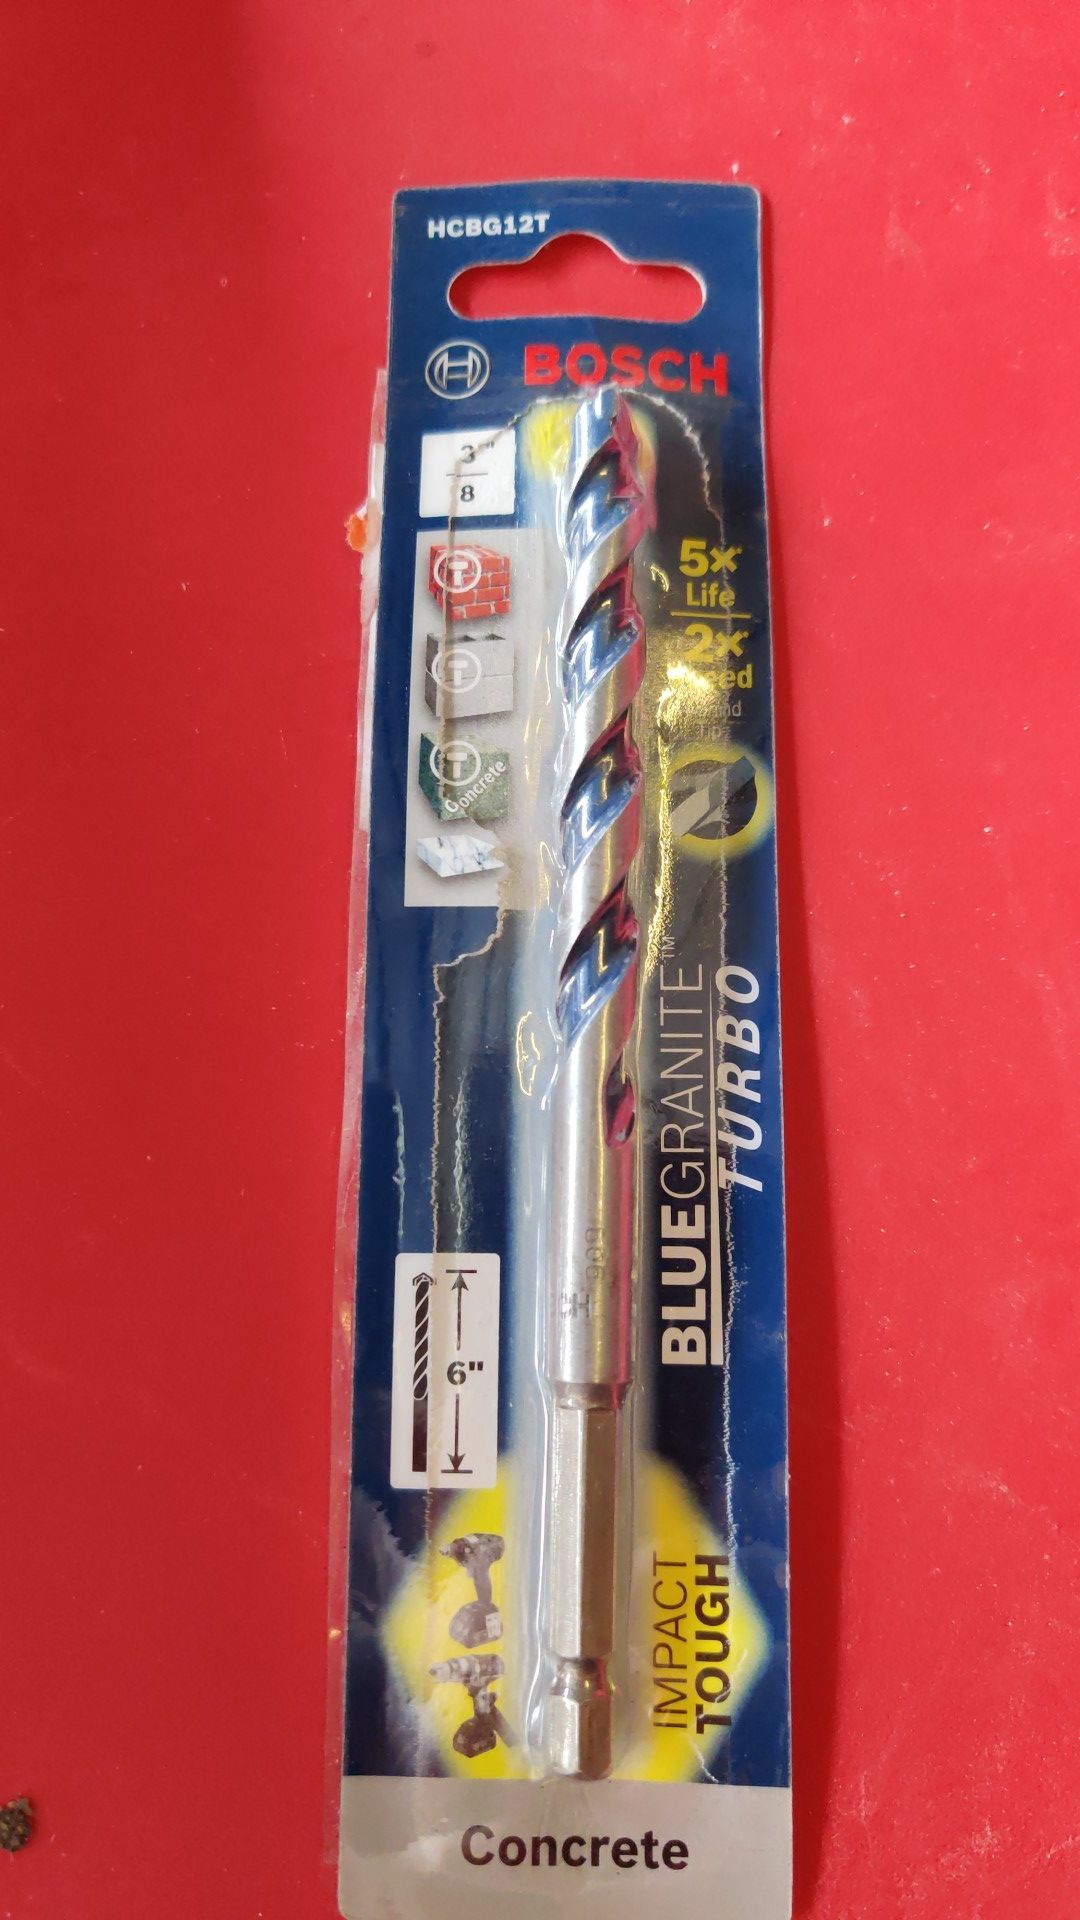 HCBG12T
BOSCH
3"
8
5x
Life
2x
Concrete
BLUEGRANITE™
TURBO
6"
IMPACT
TOUGH
Concrete